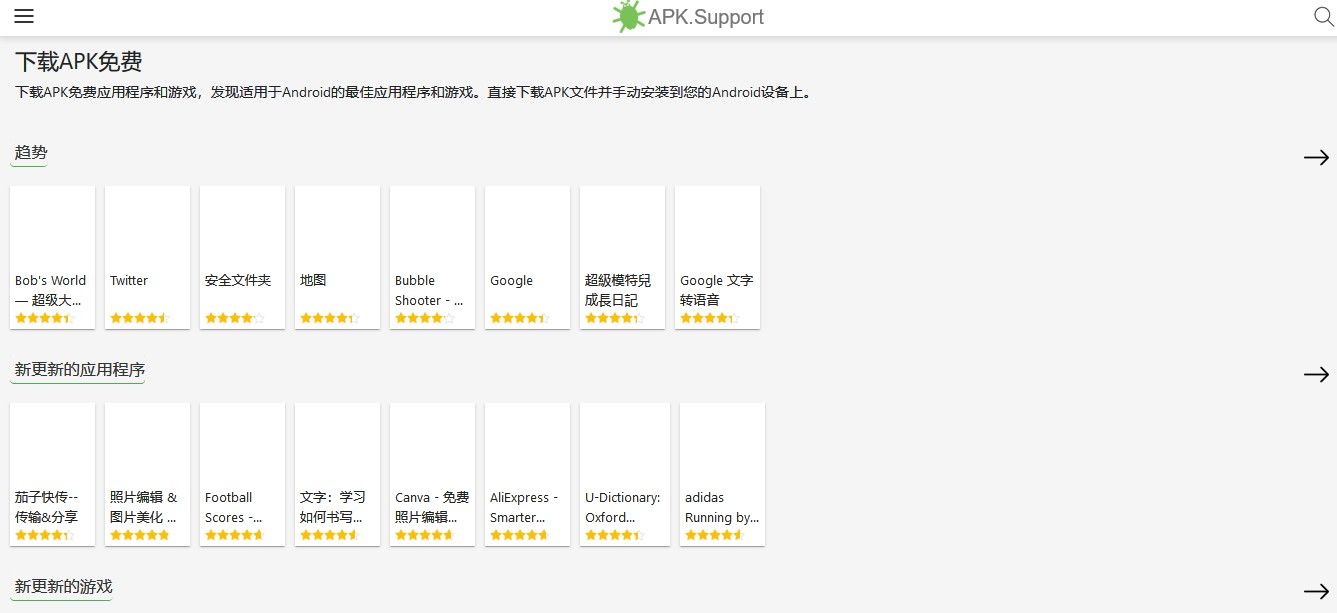 APK.Support
下载APK免费
下载APK免费应用程序和游戏，发现适用于Android的最佳应用程序和游戏。直接下载APK文件并手动安装到您的Android设备上。
趋势
Bob's World
— 超级大...
Twitter
安全文件夹
地图
Bubble
Shooter - ...
Google
超級模特兒
成長日記
Google 文字
转语音
新更新的应用程序
茄子快传--
传输&分享
照片编辑 &
图片美化 ...
Football
Scores -...
文字：学习
如何书写...
Canva - 免费
照片编辑...
AliExpress -
Smarter...
U-Dictionary:
Oxford...
adidas
Running by...
新更新的游戏